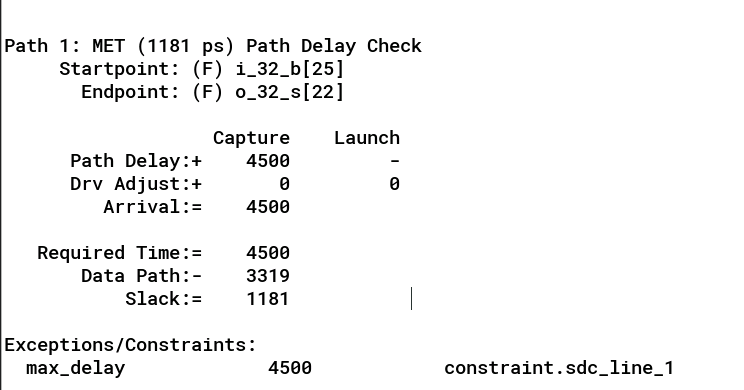 Path 1: MET (1181 ps) Path Delay Check
Startpoint: (F) i_32_b[25]
Endpoint: (F) o_32_s[22]
Capture Launch
Path Delay:+ 4500 -
Drv Adjust:+ 0 0
Arrival:= 4500
Required Time:= 4500
Data Path:- 3319
Slack:= 1181
Exceptions/Constraints:
max_delay 4500 constraint.sdc_line_1